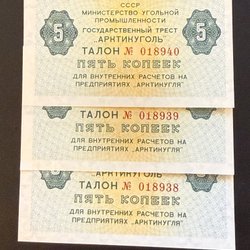 СССР
МИНИСТЕРСТВО УГОЛЬНОЙ
ПРОМЫШЛЕННОСТИ
ГОСУДАРСТВЕННЫЙ ТРЕСТ
5 „АРКТИКУГОЛЬ" 5
ТАЛОН № 018940
ПЯТЬ КОПЕЕК
ДЛЯ ВНУТРЕННИХ РАСЧЕТОВ НА
ПРЕДПРИЯТИЯХ „АРКТИКУГЛЯ"
ТАЛОН № 018939
ПЯТЬ КОПЕЕК
ДЛЯ ВНУТРЕННИХ РАСЧЕТОВ НА
ПРЕДПРИЯТИЯХ „АРКТИКУГЛЯ"
ТАЛОН № 018938
ПЯТЬ КОПЕЕК
ДЛЯ ВНУТРЕННИХ РАСЧЕТОВ НА
ПРЕДПРИЯТИЯХ „АРКТИКУГЛЯ"